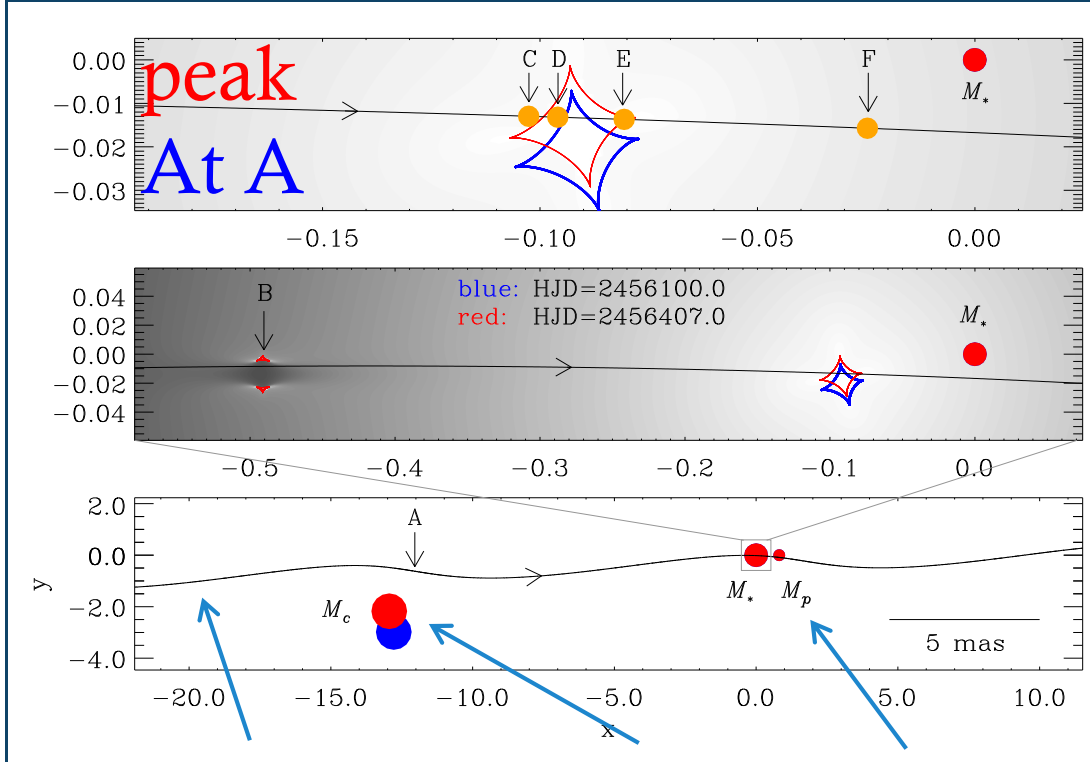 peak
At A
0.00
-0.01
-0.02
-0.03
C D E F
M*
-0.15 -0.10 -0.05 0.00
0.04
0.02
0.00
-0.02
-0.04
B
blue: HJD=2456100.0
red: HJD=2456407.0
M*
-0.5 -0.4 -0.3 -0.2 -0.1 0.0
2.0
0.0
-2.0
-4.0
y
A
Mc
M* Mp
5 mas
-20.0 -15.0 -10.0 -5.0 0.0 5.0 10.0
x